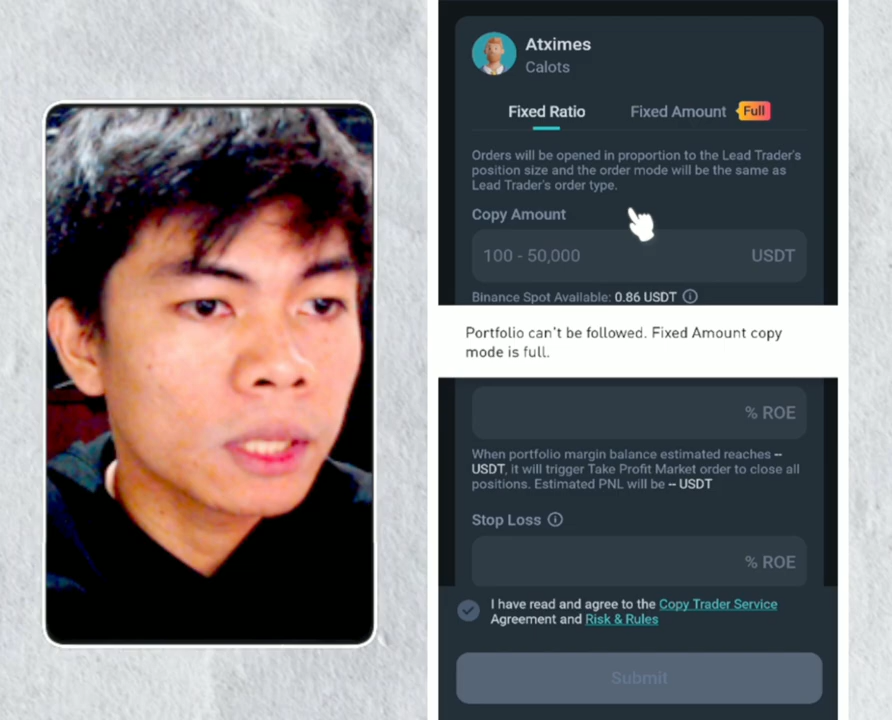 Atximes
Calots
Fixed Ratio
Fixed Amount
Full
Orders will be opened in proportion to the Lead Trader's
position size and the order mode will be the same as
Lead Trader's order type.
Copy Amount
100 - 50,000 USDT
Binance Spot Available: 0.86 USDT
Portfolio can't be followed. Fixed Amount copy
mode is full.
% ROE
When portfolio margin balance estimated reaches --
USDT, it will trigger Take Profit Market order to close all
positions. Estimated PNL will be -- USDT
Stop Loss
% ROE
I have read and agree to the Copy Trader Service
Agreement and Risk & Rules
Submit